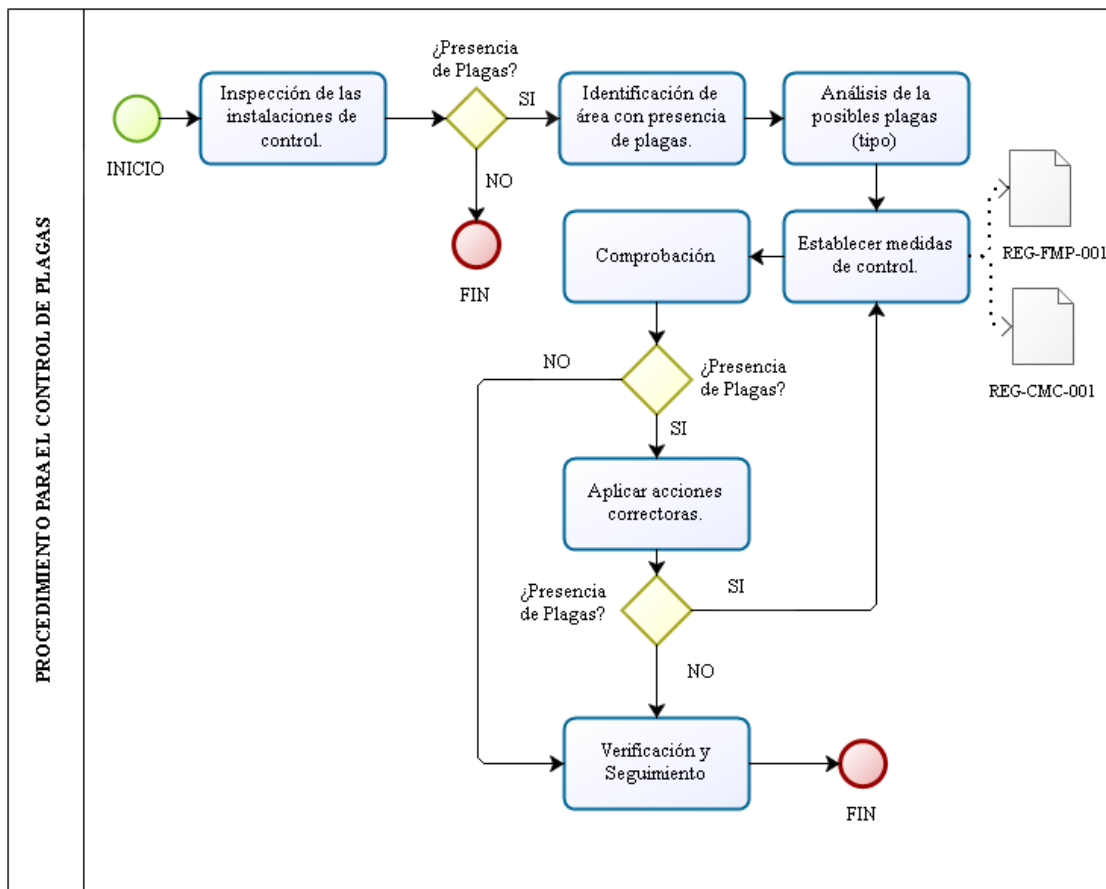 PROCEDIMIENTO PARA EL CONTROL DE PLAGAS
INICIO
Inspección de las
instalaciones de
control.
¿Presencia
de Plagas?
SI
NO
FIN
Identificación de
área con presencia
de plagas.
Análisis de la
posibles plagas
(tipo)
Establecer medidas
de control.
REG-FMP-001
REG-CMC-001
Comprobación
¿Presencia
de Plagas?
NO
SI
Aplicar acciones
correctoras.
¿Presencia
de Plagas?
SI
NO
Verificación y
Seguimiento
FIN